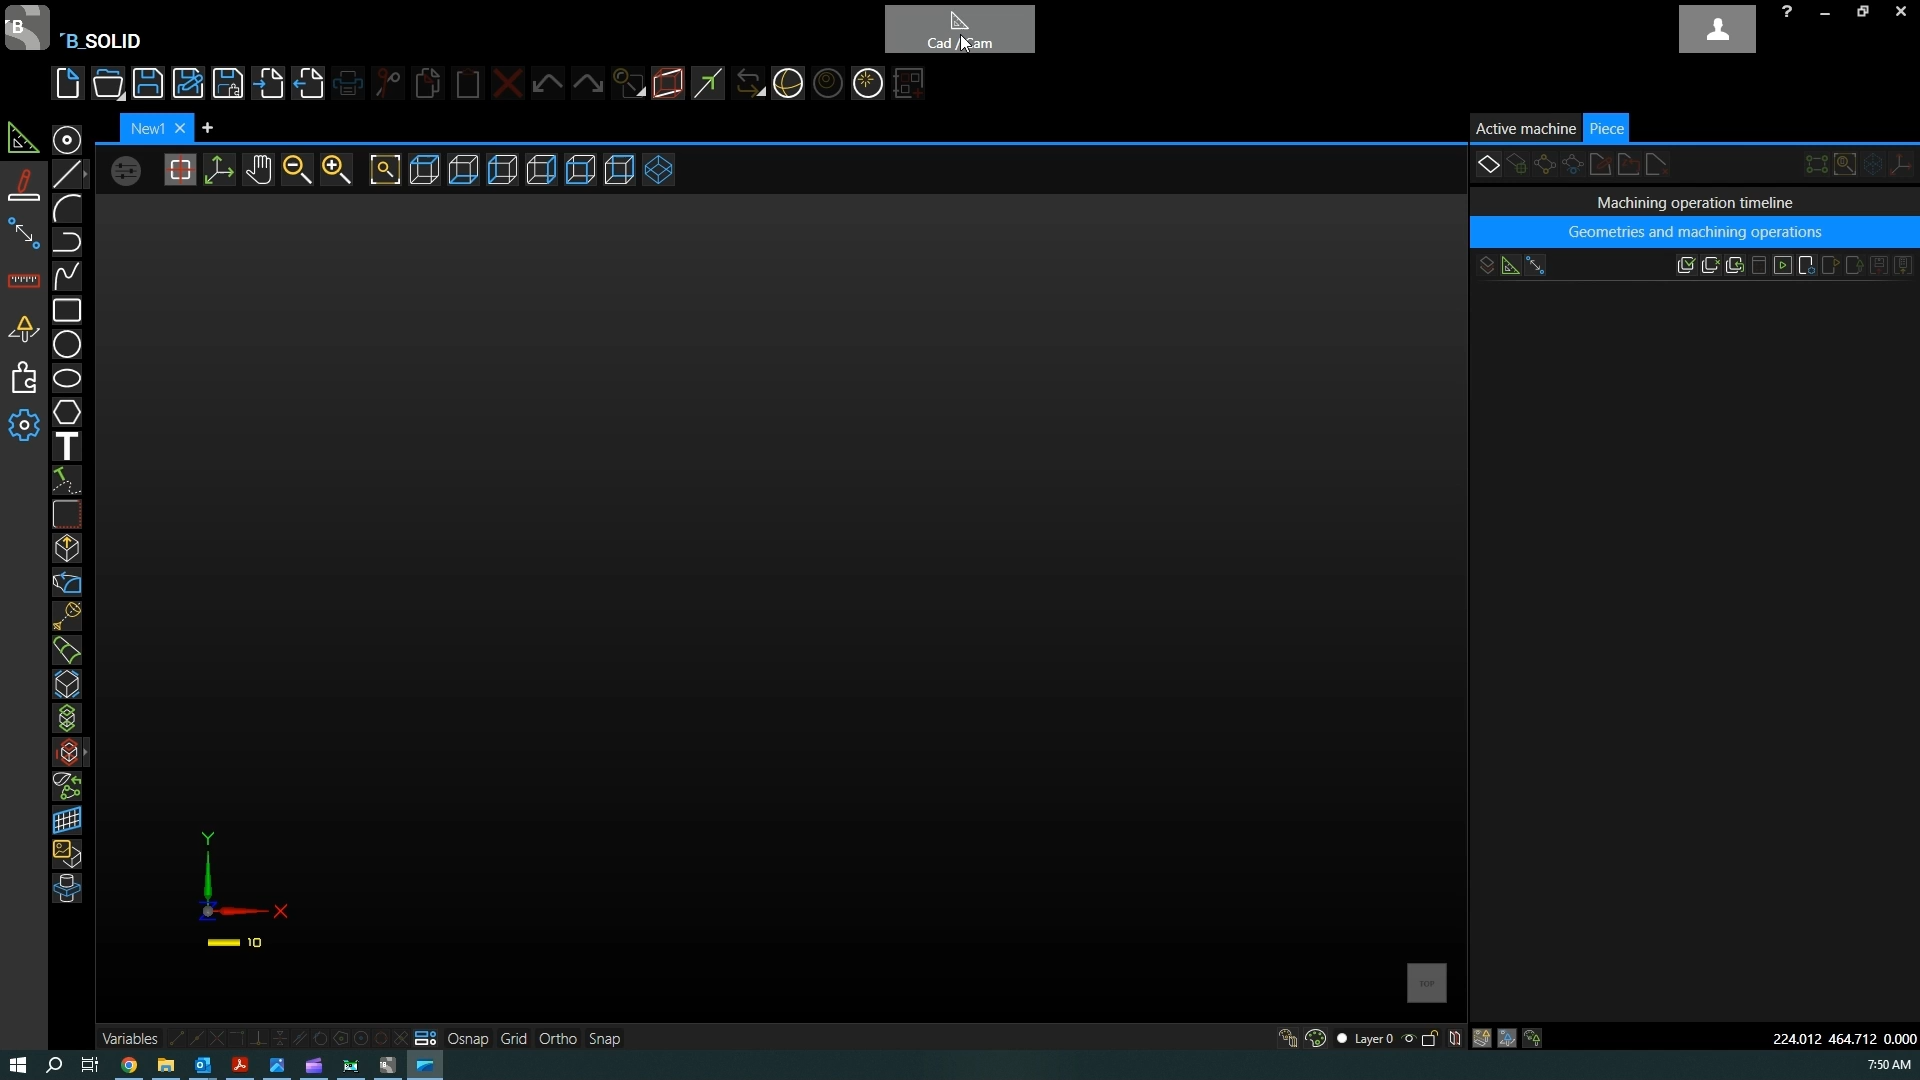 B
B_SOLID
Cad / Cam
?
New1
Active machine
Piece
Machining operation timeline
Geometries and machining operations
T
T
Y
X
10
TOP
Variables
Osnap
Grid
Ortho
Snap
Layer 0
224.012 464.712 0.000
7:50 AM